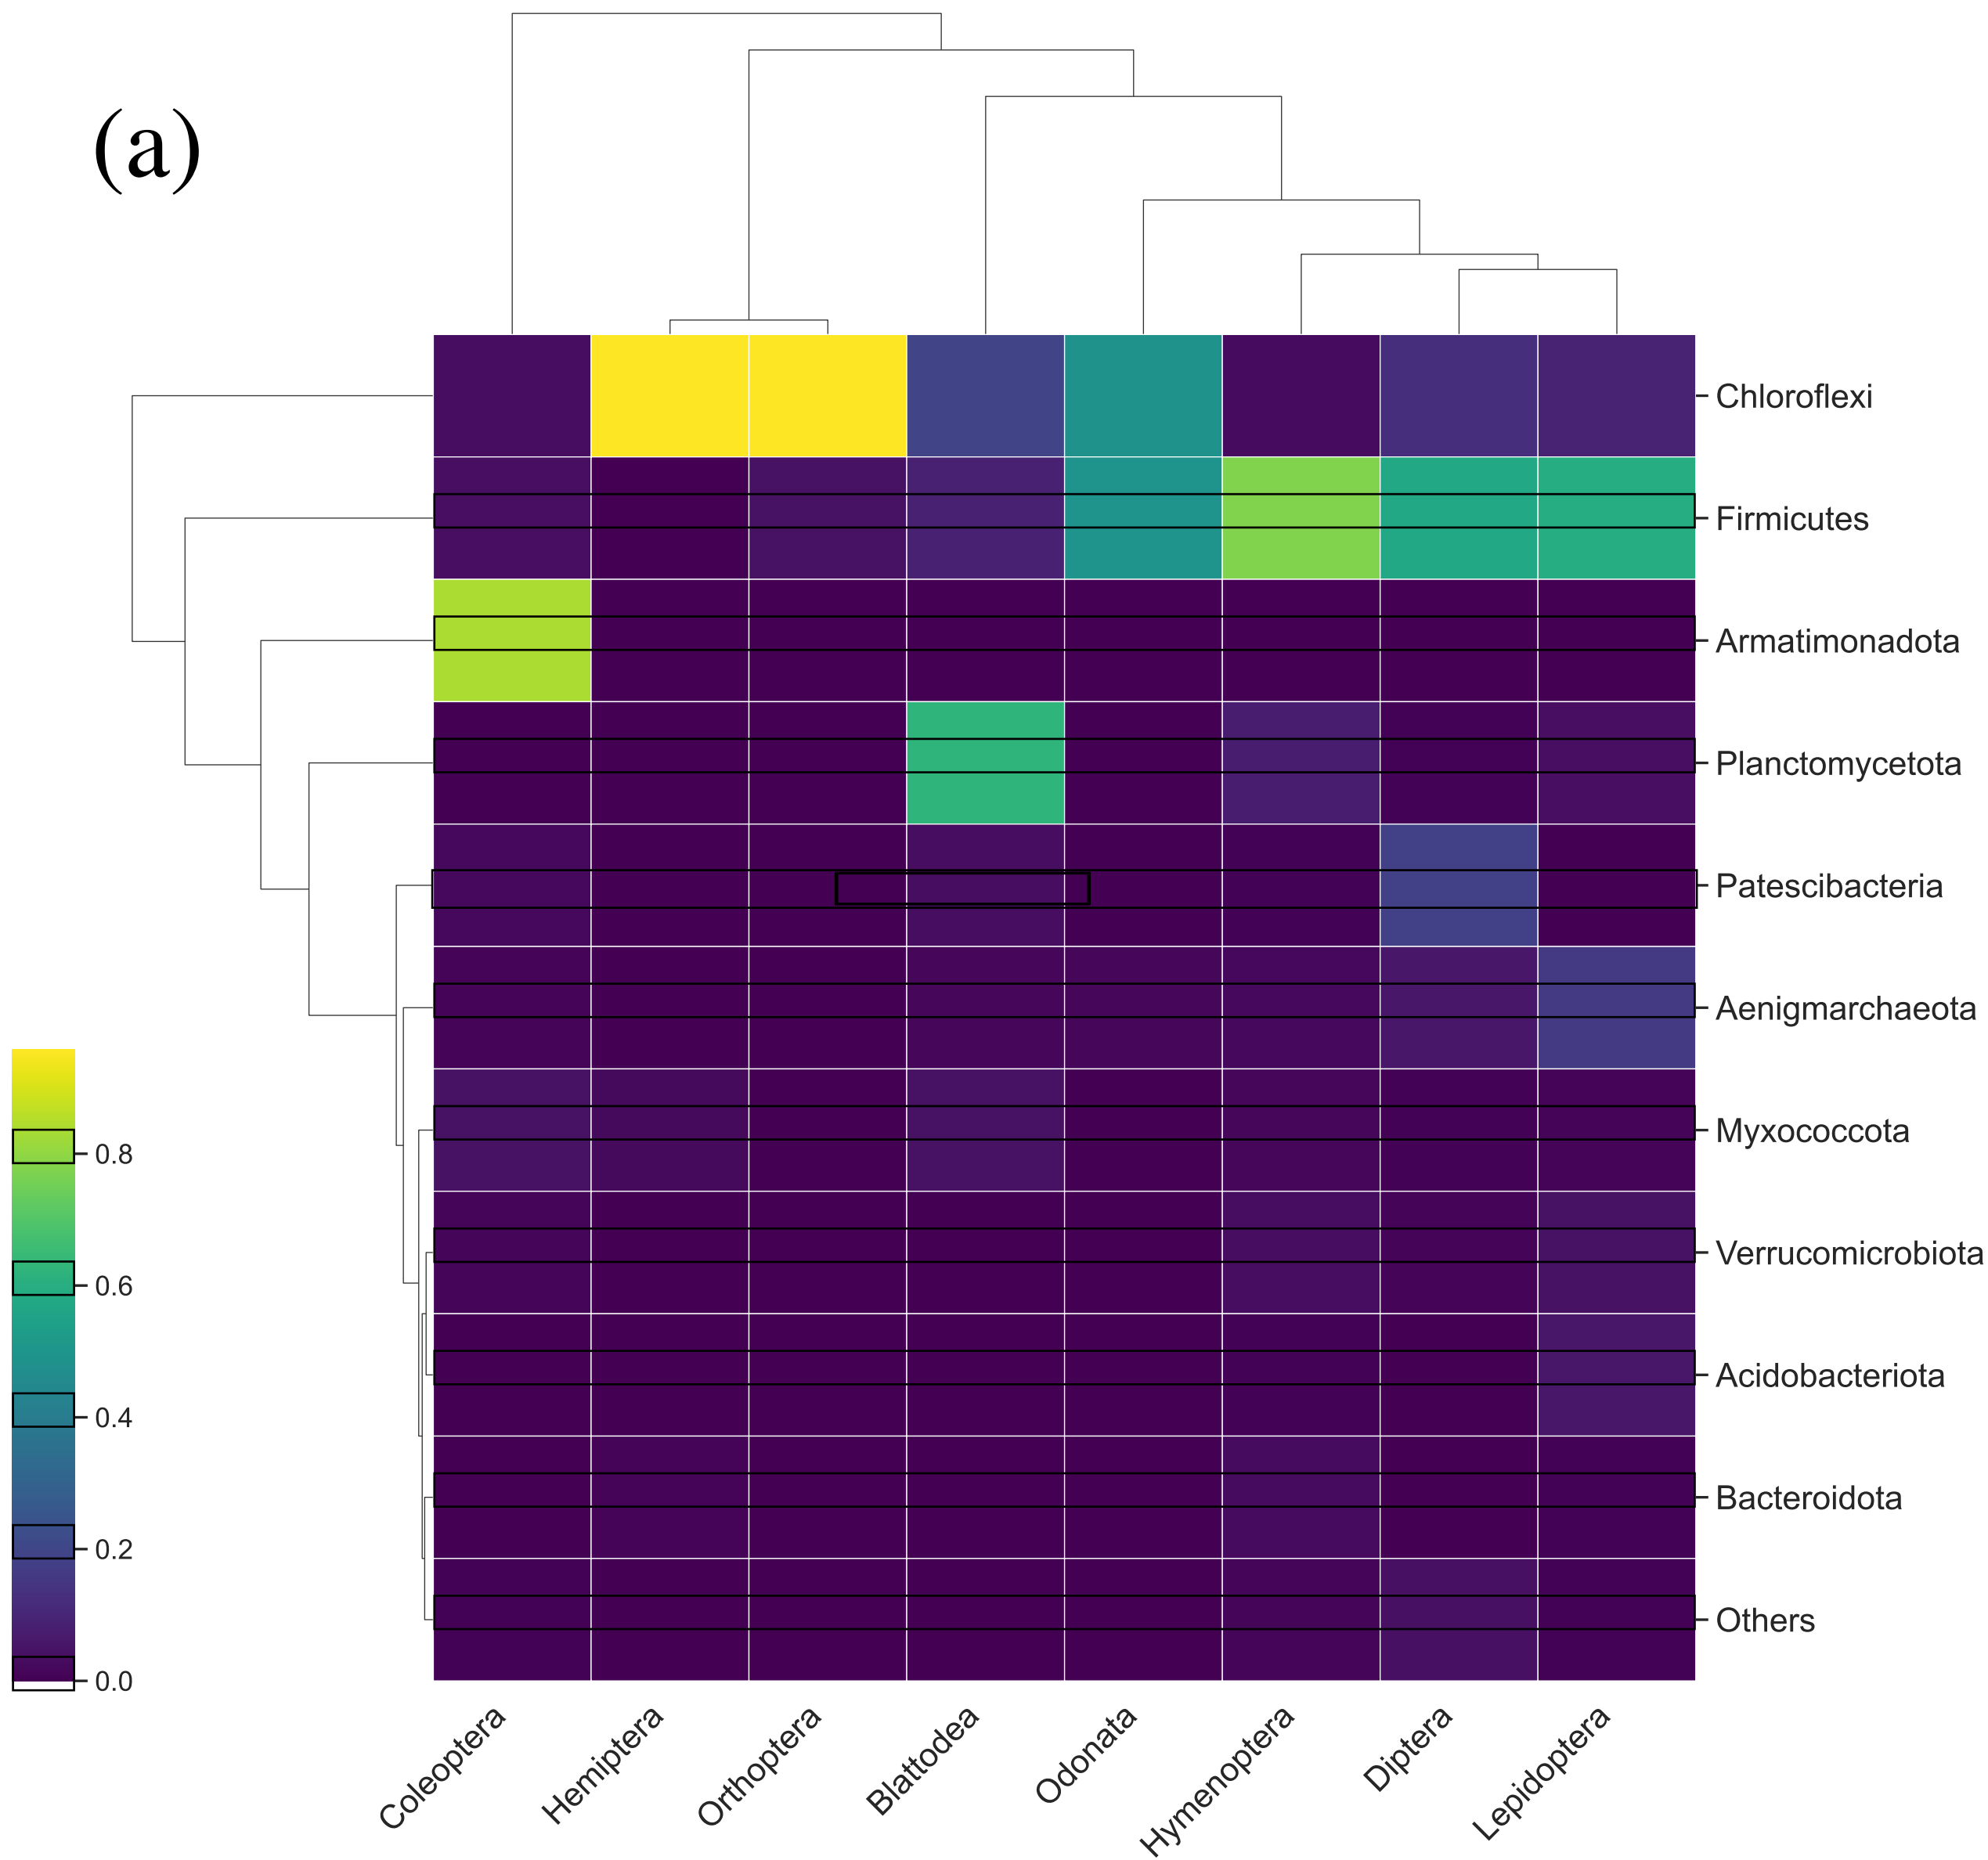 (a)
Chloroflexi
Firmicutes
Armatimonadota
Planctomycetota
Patescibacteria
Aenigmarchaeota
Myxococcota
Verrucomicrobiota
Acidobacteriota
Bacteroidota
Others
0.8
0.6
0.4
0.2
0.0
Coleoptera
Hemiptera
Orthoptera
Blattodea
Odonata
Hymenoptera
Diptera
Lepidoptera